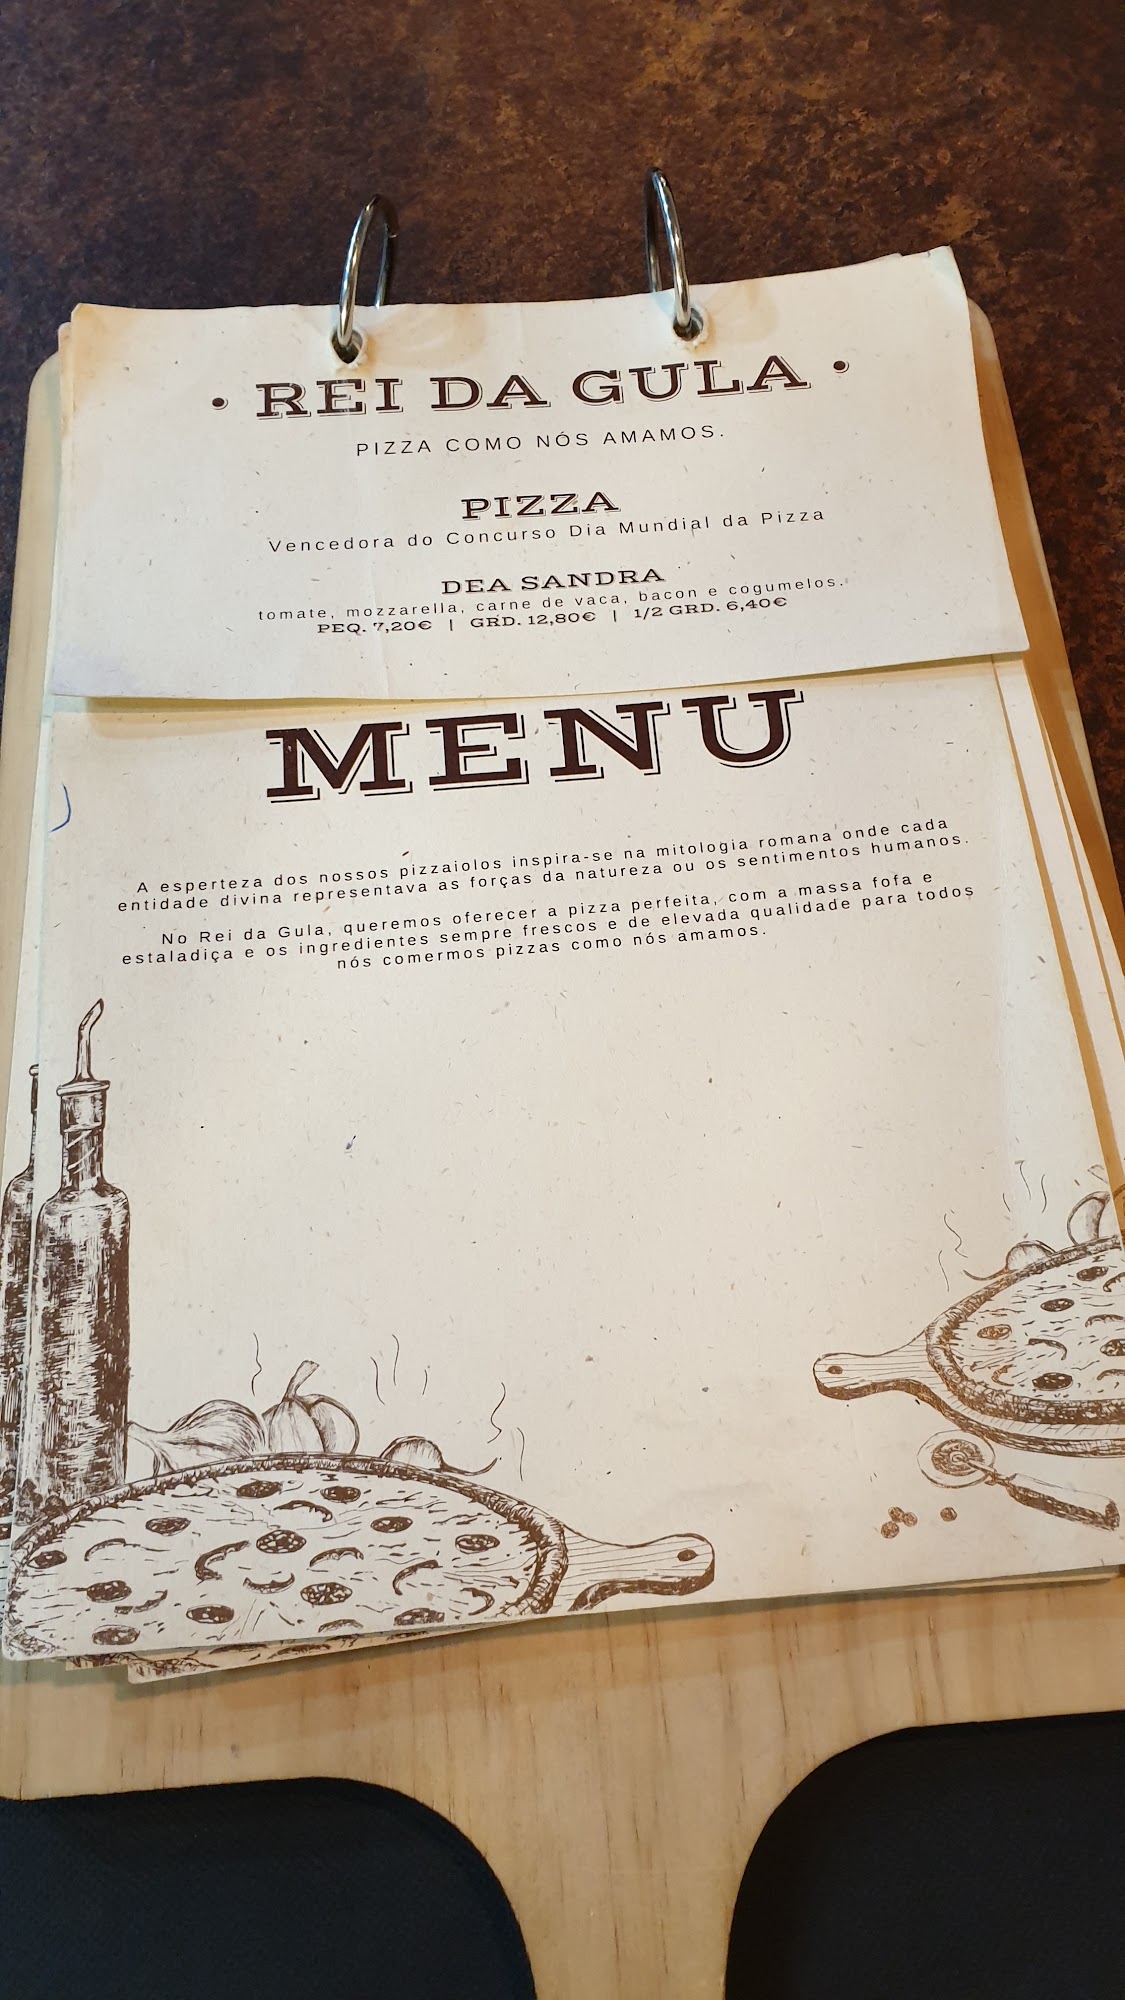 • REI DA GULA •
PIZZA COMO NÓS AMAMOS.
PIZZA
Vencedora do Concurso Dia Mundial da Pizza
DEA SANDRA
tomate, mozzarella, carne de vaca, bacon e cogumelos.
PEQ. 7,20€ | GRD. 12,80€ | 1/2 GRD. 6,40€
MENU
A esperteza dos nossos pizzaiolos inspira-se na mitologia romana onde cada
entidade divina representava as forças da natureza ou os sentimentos humanos.
No Rei da Gula, queremos oferecer a pizza perfeita, com a massa fofa e
estaladiça e os ingredientes sempre frescos e de elevada qualidade para todos
nós comermos pizzas como nós amamos.